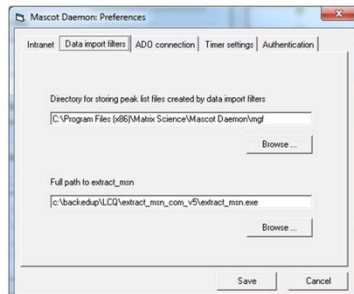 Mascot Daemon: Preferences
Intranet Data import filters ADO connection Timer settings Authentication
Directory for storing peak list files created by data import filters
C:\Program Files (x86)\Matrix Science\Mascot Daemon\mgf
Browse ...
Full path to extract_msn
c:\backedup\LCQ\extract_msn_com_v5\extract_msn.exe
Browse ...
Save Cancel